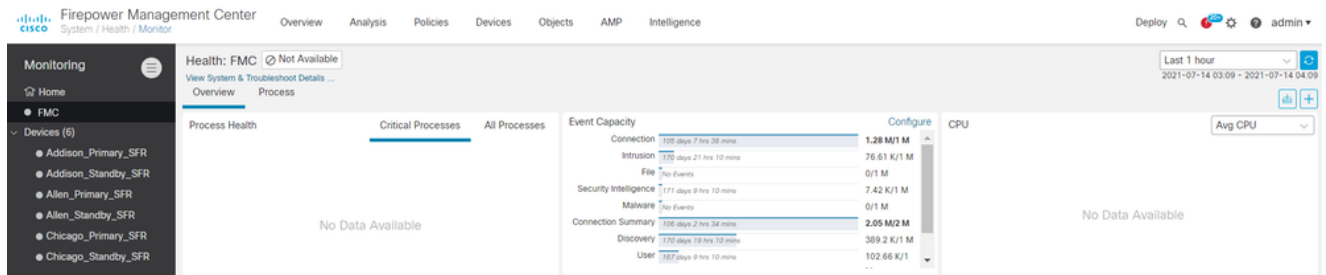 cisco
Firepower Management Center
System / Health / Monitor
Overview Analysis Policies Devices Objects AMP Intelligence
Deploy 20+ admin
Monitoring
Home
FMC
Devices (6)
Addison_Primary_SFR
Addison_Standby_SFR
Allen_Primary_SFR
Allen_Standby_SFR
Chicago_Primary_SFR
Chicago_Standby_SFR
Health: FMC Not Available
View System & Troubleshoot Details ...
Overview Process
Last 1 hour
2021-07-14 03:09 - 2021-07-14 04:09
Process Health Critical Processes All Processes
No Data Available
Event Capacity Configure
Connection 105 days 7 hrs 36 mins 1.28 M/1 M
Intrusion 170 days 21 hrs 10 mins 76.61 K/1 M
File No Events 0/1 M
Security Intelligence 171 days 9 hrs 10 mins 7.42 K/1 M
Malware No Events 0/1 M
Connection Summary 106 days 2 hrs 34 mins 2.05 M/2 M
Discovery 170 days 19 hrs 10 mins 389.2 K/1 M
User 167 days 9 hrs 10 mins 102.66 K/1
CPU Avg CPU
No Data Available